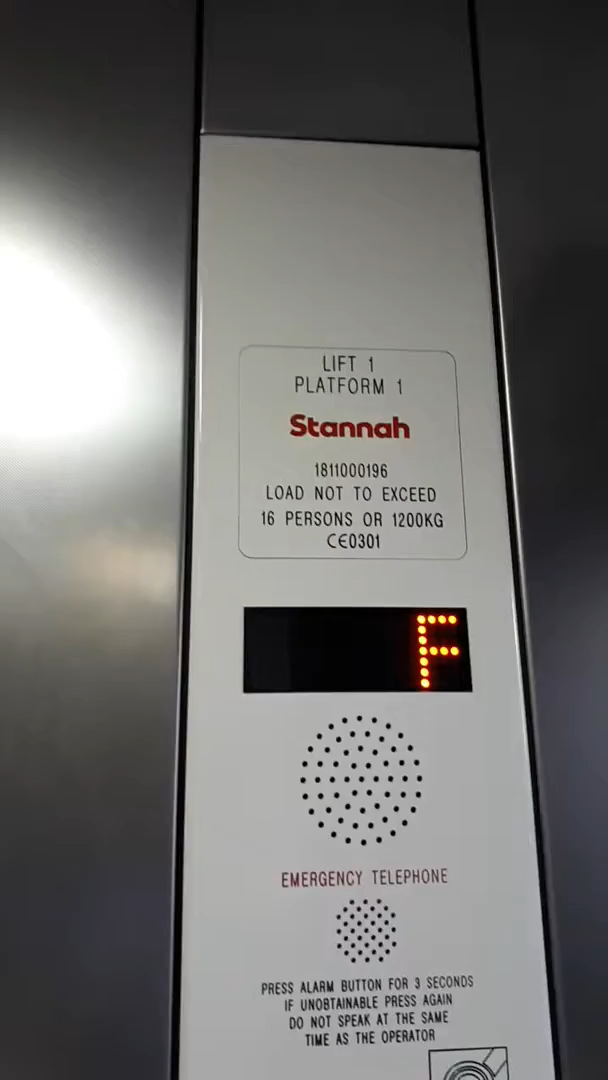 LIFT 1
PLATFORM 1
Stannah
1811000196
LOAD NOT TO EXCEED
16 PERSONS OR 1200KG
CE0301
F
EMERGENCY TELEPHONE
PRESS ALARM BUTTON FOR 3 SECONDS
IF UNOBTAINABLE PRESS AGAIN
DO NOT SPEAK AT THE SAME
TIME AS THE OPERATOR